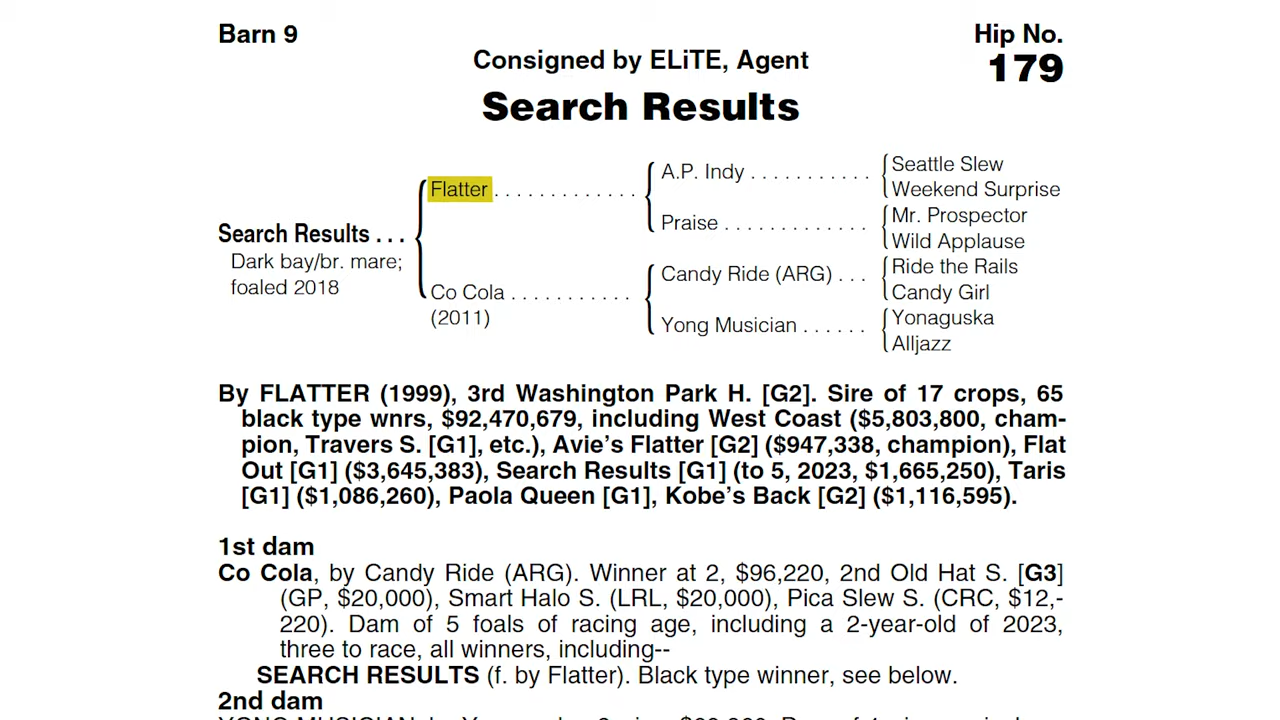 Barn 9
Hip No.
Consigned by ELiTE, Agent
179
Search Results
Seattle Slew
A.P. Indy . . . . . . . . . . .
Flatter . . . . . . . . . . . . .
Weekend Surprise
Mr. Prospector
Praise . . . . . . . . . . . . .
Search Results . . .
Wild Applause
Dark bay/br. mare;
Ride the Rails
Candy Ride (ARG) . . .
foaled 2018
Co Cola . . . . . . . . . . .
Candy Girl
(2011)
Yonaguska
Yong Musician . . . . . .
Alljazz
By FLATTER (1999), 3rd Washington Park H. [G2]. Sire of 17 crops, 65
black type wnrs, $92,470,679, including West Coast ($5,803,800, cham-
pion, Travers S. [G1], etc.), Avie's Flatter [G2] ($947,338, champion), Flat
Out [G1] ($3,645,383), Search Results [G1] (to 5, 2023, $1,665,250), Taris
[G1] ($1,086,260), Paola Queen [G1], Kobe's Back [G2] ($1,116,595).
1st dam
Co Cola, by Candy Ride (ARG). Winner at 2, $96,220, 2nd Old Hat S. [G3]
(GP, $20,000), Smart Halo S. (LRL, $20,000), Pica Slew S. (CRC, $12,-
220). Dam of 5 foals of racing age, including a 2-year-old of 2023,
three to race, all winners, including--
SEARCH RESULTS (f. by Flatter). Black type winner, see below.
2nd dam